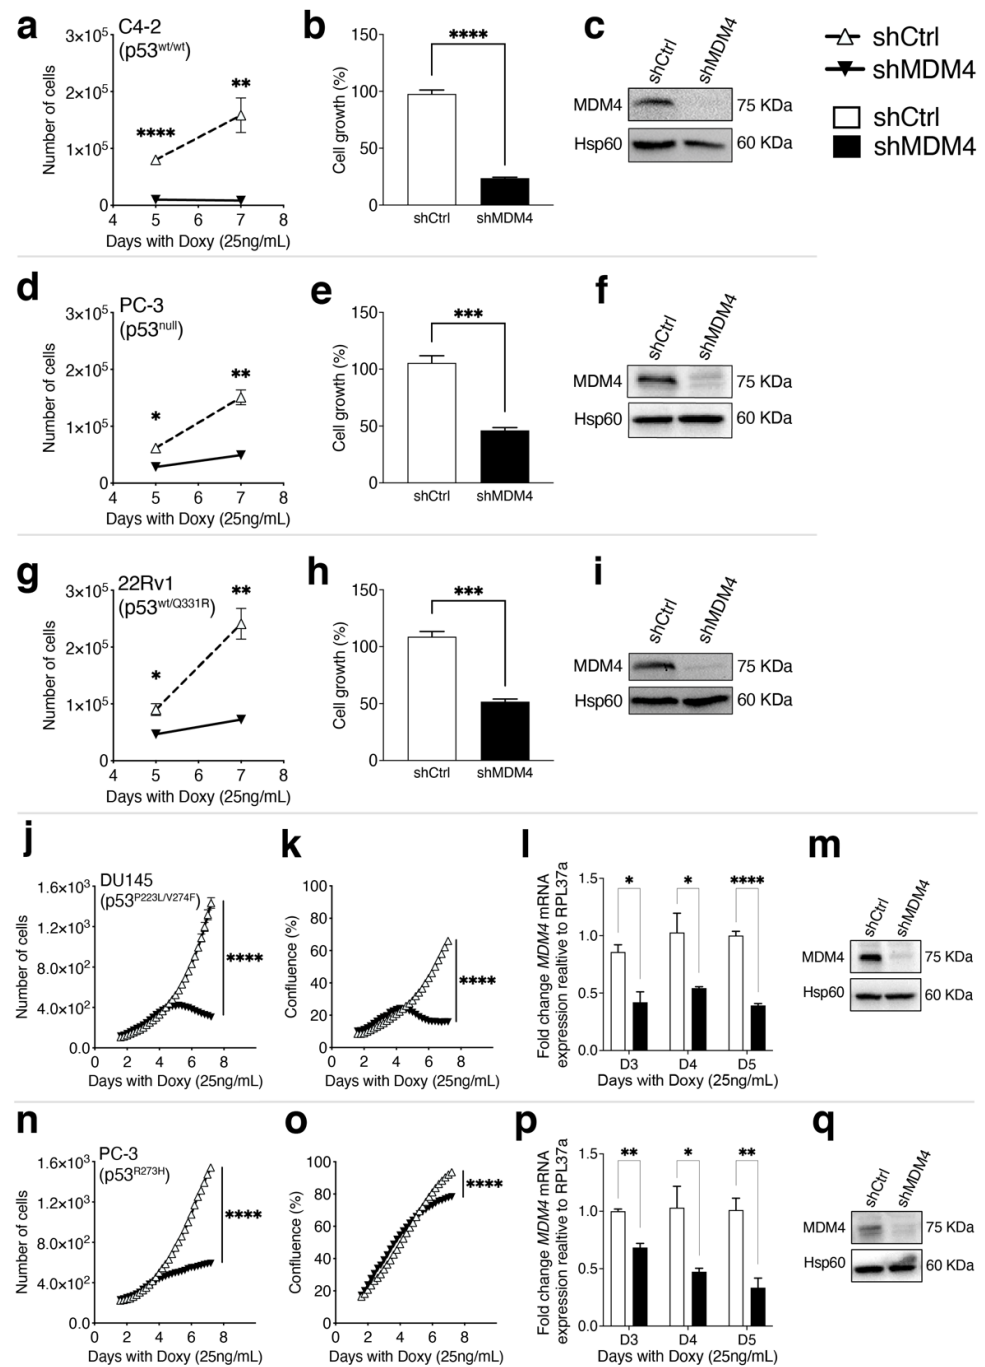 a
C4-2
(p53wt/wt)
3×10⁵
2×10⁵
1×10⁵
0
Number of cells
****
**
4 5 6 7 8
Days with Doxy (25ng/mL)
b
150
100
50
0
Cell growth (%)
****
shCtrl shMDM4
c
shCtrl shMDM4
MDM4 75 KDa
Hsp60 60 KDa
shCtrl
shMDM4
shCtrl
shMDM4
d
PC-3
(p53null)
3×10⁵
2×10⁵
1×10⁵
0
Number of cells
*
**
4 5 6 7 8
Days with Doxy (25ng/mL)
e
150
100
50
0
Cell growth (%)
***
shCtrl shMDM4
f
shCtrl shMDM4
MDM4 75 KDa
Hsp60 60 KDa
g
22Rv1
(p53wt/Q331R)
3×10⁵
2×10⁵
1×10⁵
0
Number of cells
*
**
4 5 6 7 8
Days with Doxy (25ng/mL)
h
150
100
50
0
Cell growth (%)
***
shCtrl shMDM4
i
shCtrl shMDM4
MDM4 75 KDa
Hsp60 60 KDa
j
DU145
(p53P223L/V274F)
1.6×10³
1.2×10³
8.0×10²
4.0×10²
0.0
Number of cells
****
0 2 4 6 8
Days with Doxy (25ng/mL)
k
100
80
60
40
20
0
Confluence (%)
****
0 2 4 6 8
Days with Doxy (25ng/mL)
l
1.5
1.0
0.5
0.0
Fold change MDM4 mRNA
expression realtive to RPL37a
* * ****
D3 D4 D5
Days with Doxy (25ng/mL)
m
shCtrl shMDM4
MDM4 75 KDa
Hsp60 60 KDa
n
PC-3
(p53R273H)
1.6×10³
1.2×10³
8.0×10²
4.0×10²
0.0
Number of cells
****
0 2 4 6 8
Days with Doxy (25ng/mL)
o
100
80
60
40
20
0
Confluence (%)
****
2 4 6 8
Days with Doxy (25ng/mL)
p
1.5
1.0
0.5
0.0
Fold change MDM4 mRNA
expression realtive to RPL37a
** * **
D3 D4 D5
Days with Doxy (25ng/mL)
q
shCtrl shMDM4
MDM4 75 KDa
Hsp60 60 KDa